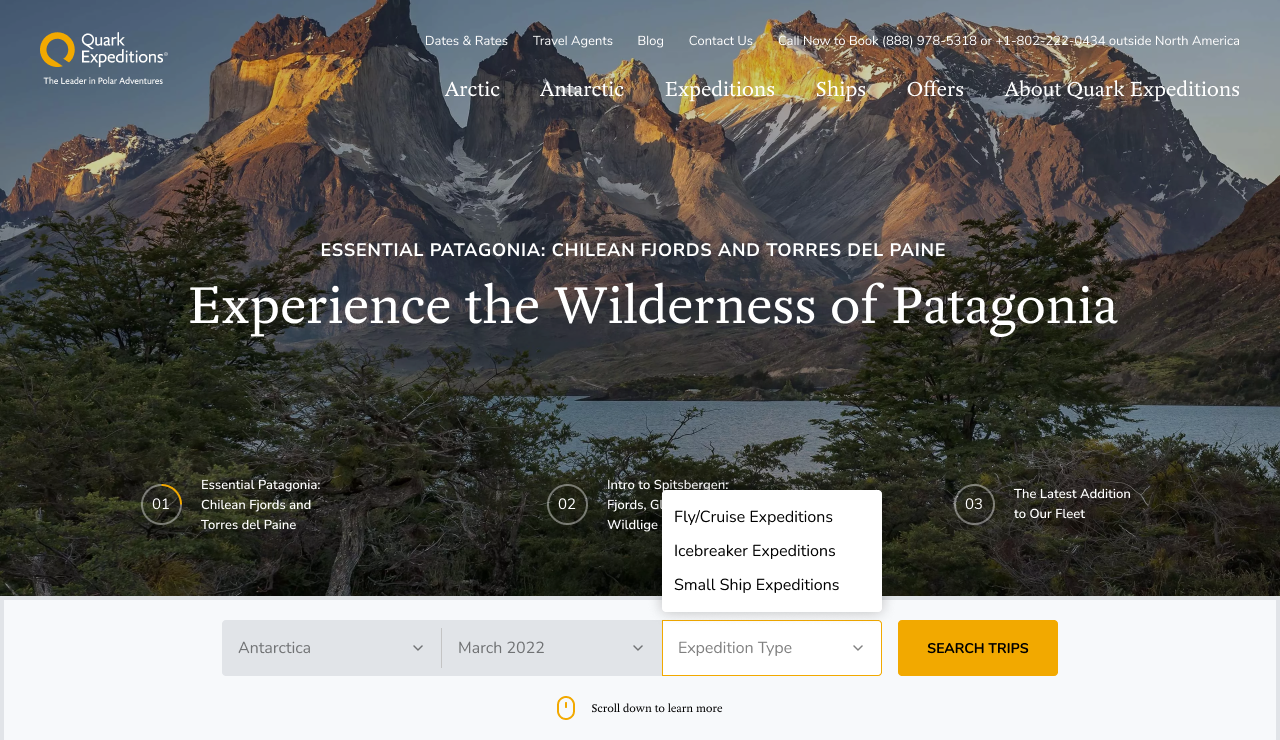 Quark
Expeditions®
The Leader in Polar Adventures
Dates & Rates Travel Agents Blog Contact Us Call Now to Book (888) 978-5318 or +1-802-222-0434 outside North America
Arctic Antarctic Expeditions Ships Offers About Quark Expeditions
ESSENTIAL PATAGONIA: CHILEAN FJORDS AND TORRES DEL PAINE
Experience the Wilderness of Patagonia
01
Essential Patagonia:
Chilean Fjords and
Torres del Paine
02
Intro to Spitsbergen:
Fjords,
Wildlige
03
The Latest Addition
to Our Fleet
Fly/Cruise Expeditions
Icebreaker Expeditions
Small Ship Expeditions
Antarctica March 2022 Expedition Type SEARCH TRIPS
Scroll down to learn more